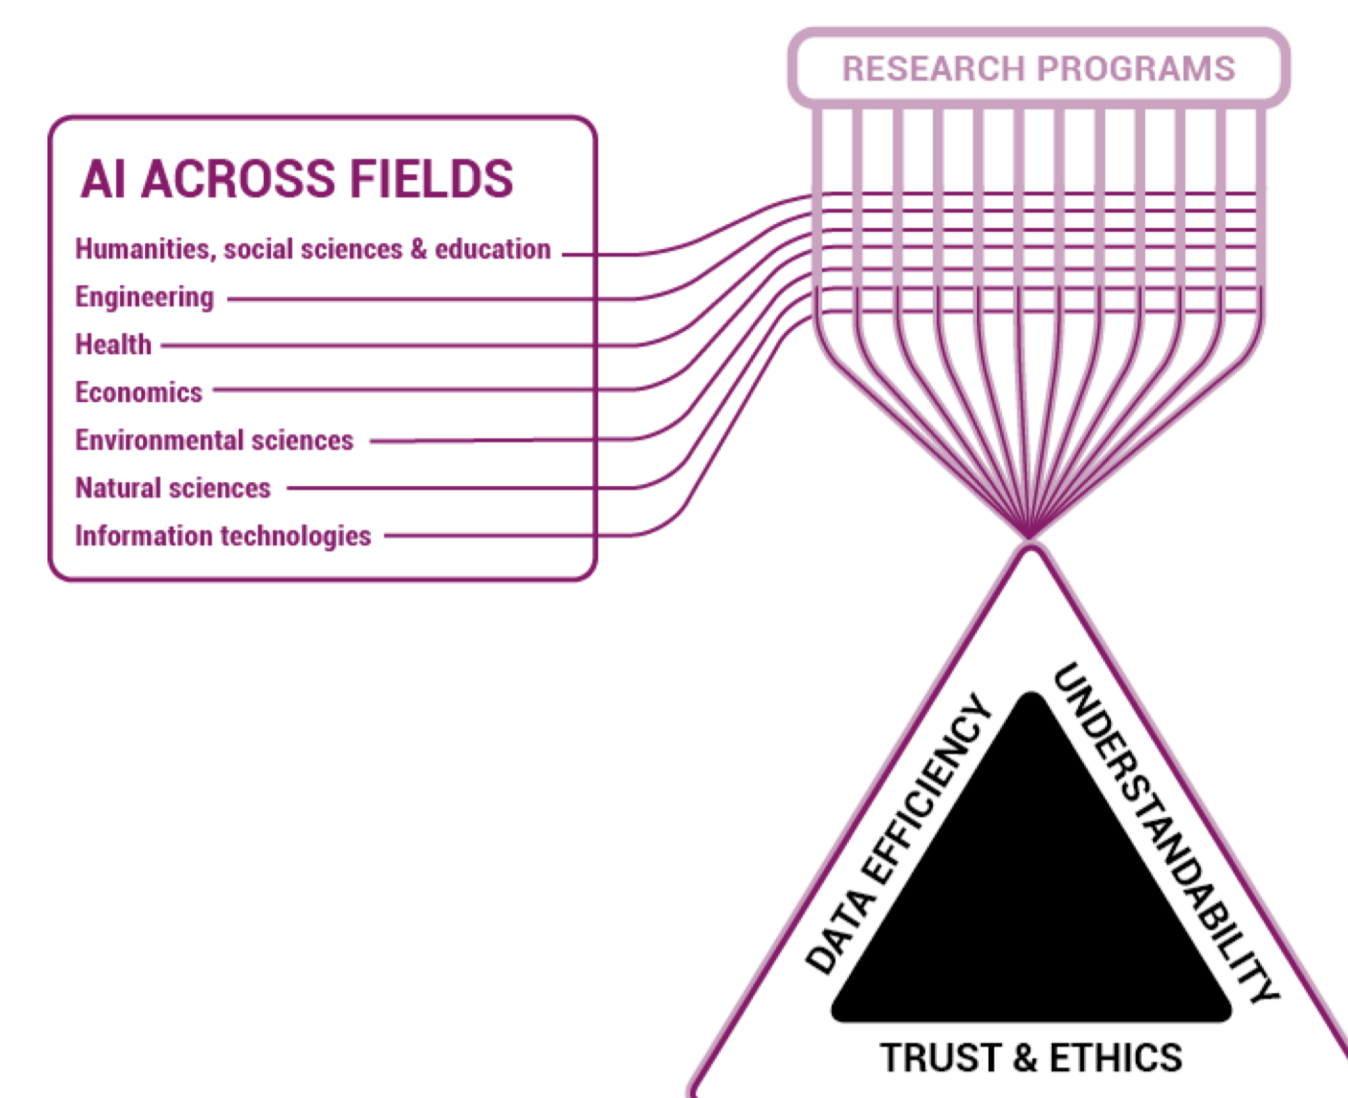 RESEARCH PROGRAMS
AI ACROSS FIELDS
Humanities, social sciences & education
Engineering
Health
Economics
Environmental sciences
Natural sciences
Information technologies
DATA EFFICIENCY
UNDERSTANDABILITY
TRUST & ETHICS